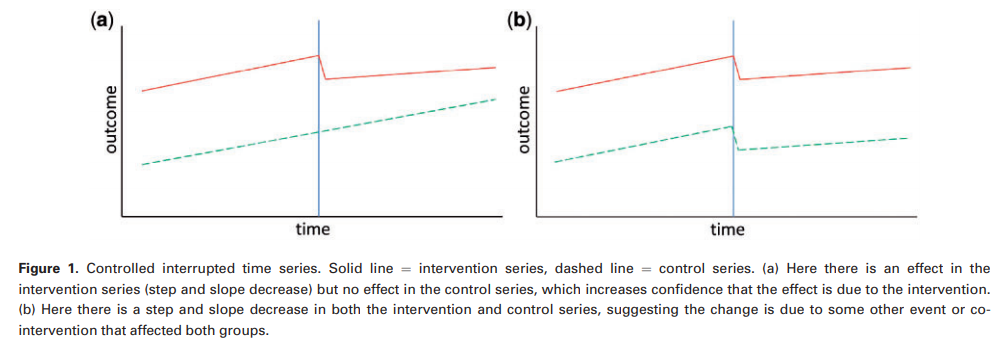 (a)
outcome
time
(b)
outcome
time
Figure 1. Controlled interrupted time series. Solid line = intervention series, dashed line = control series. (a) Here there is an effect in the
intervention series (step and slope decrease) but no effect in the control series, which increases confidence that the effect is due to the intervention.
(b) Here there is a step and slope decrease in both the intervention and control series, suggesting the change is due to some other event or co-
intervention that affected both groups.